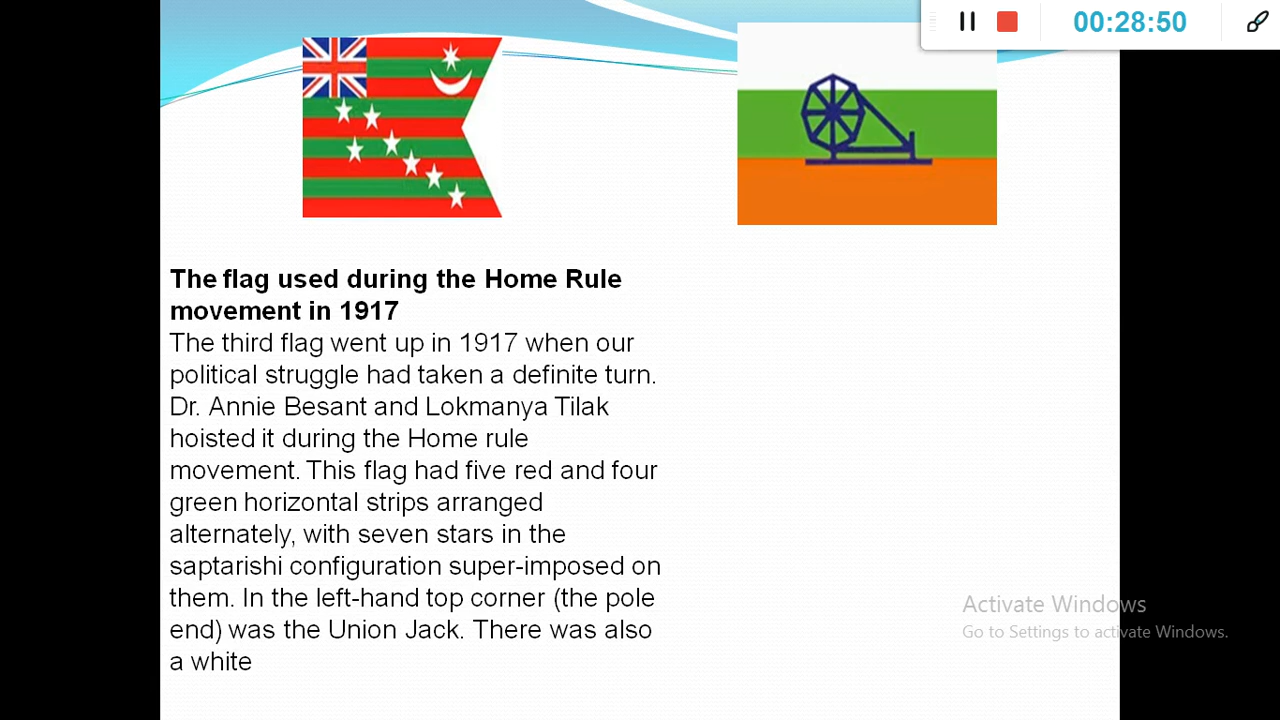 00:28:50
The flag used during the Home Rule
movement in 1917
The third flag went up in 1917 when our
political struggle had taken a definite turn.
Dr. Annie Besant and Lokmanya Tilak
hoisted it during the Home rule
movement. This flag had five red and four
green horizontal strips arranged
alternately, with seven stars in the
saptarishi configuration super-imposed on
them. In the left-hand top corner (the pole
end) was the Union Jack. There was also
a white
Activate Windows
Go to Settings to activate Windows.